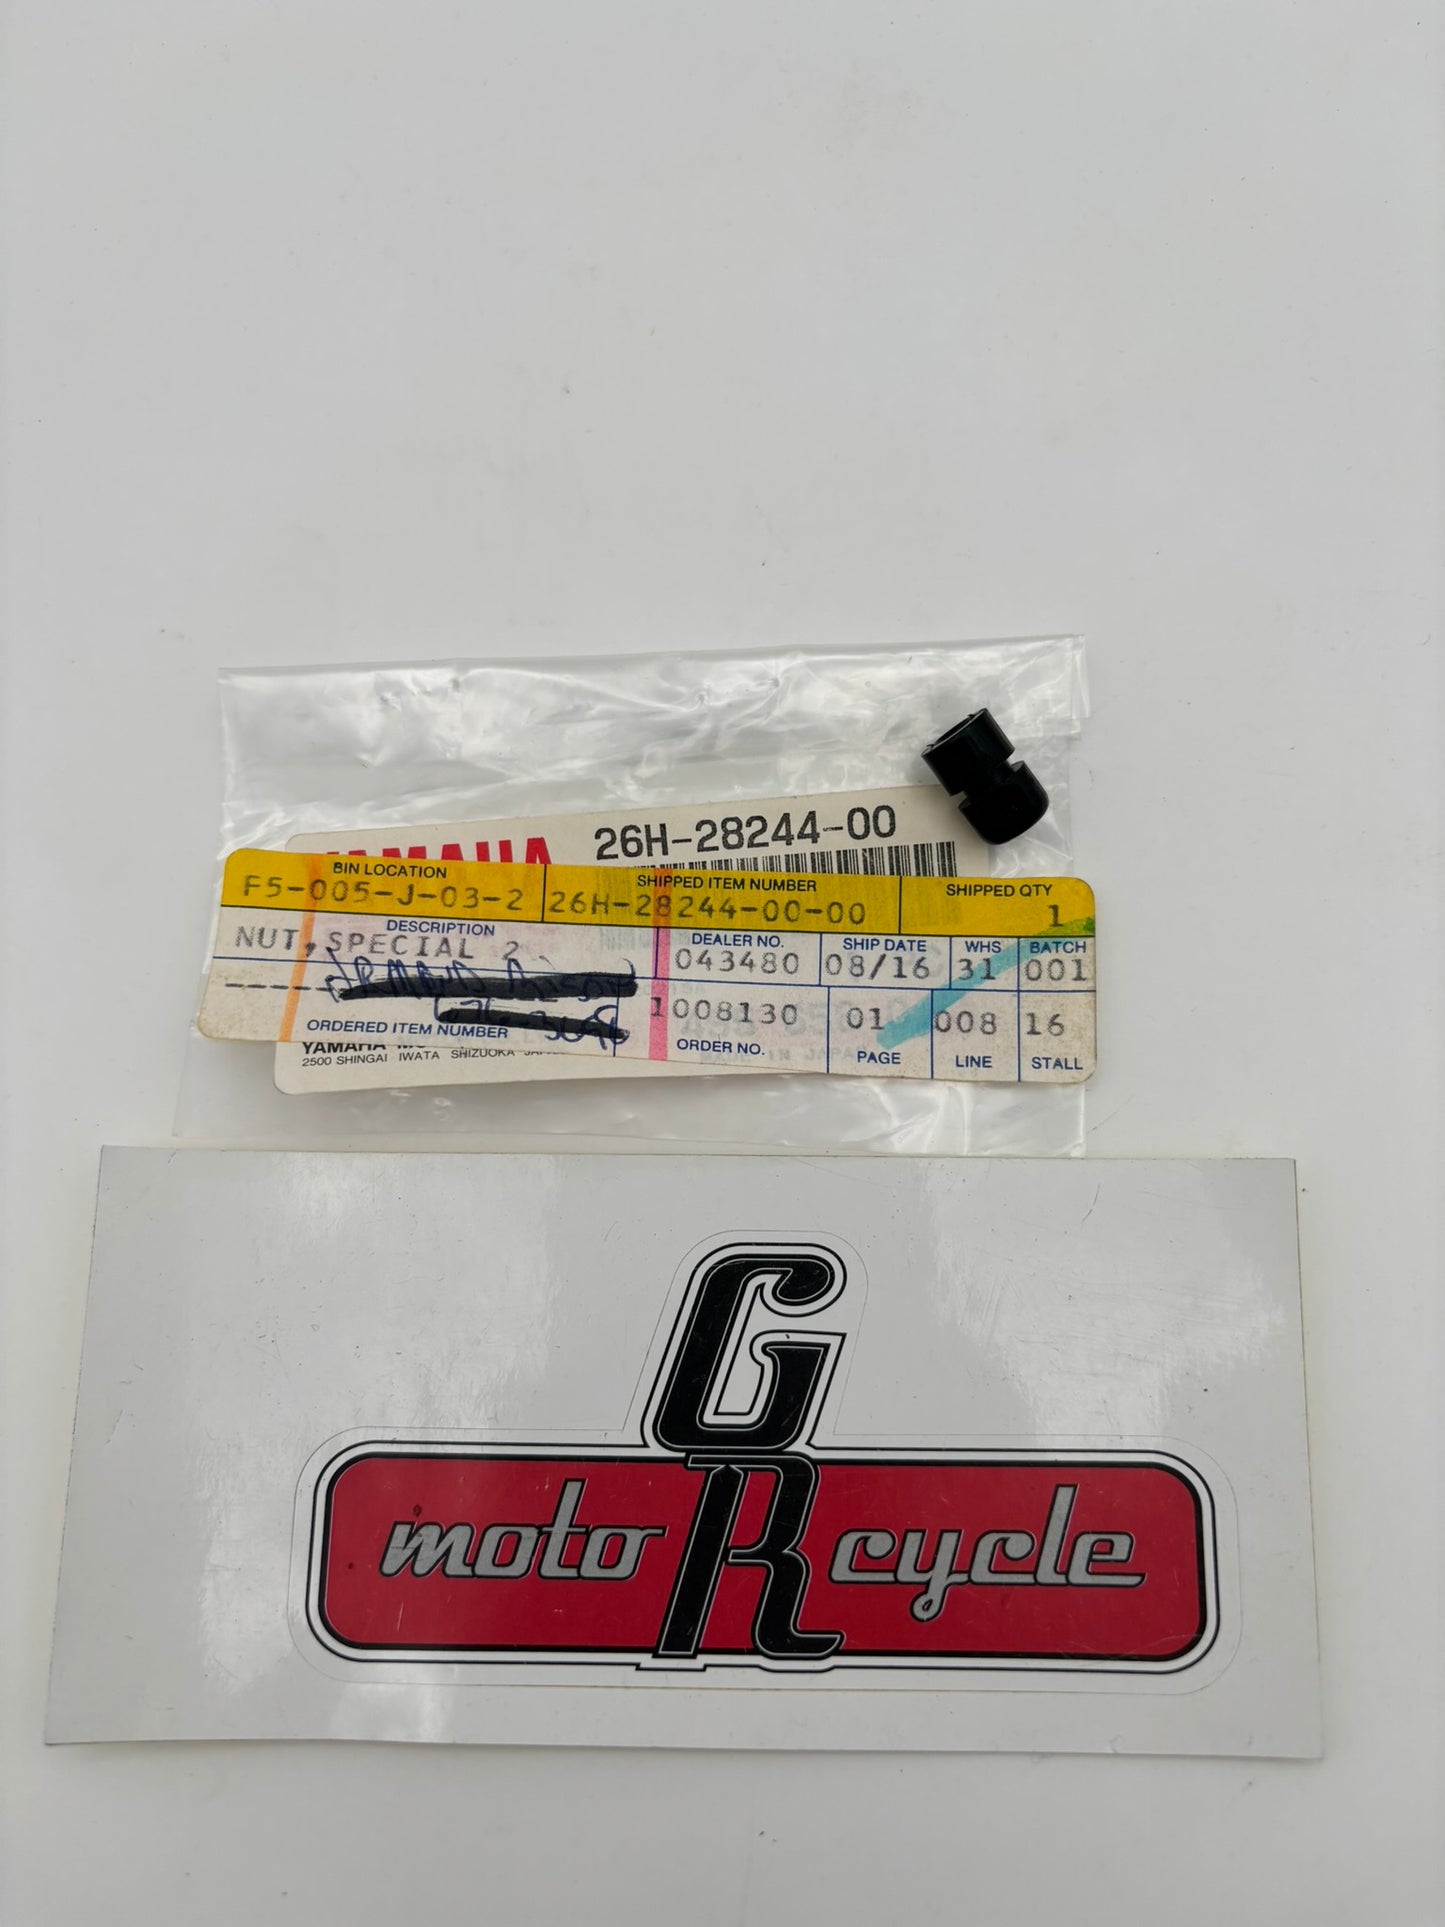 YAMAHA 26H-28244-00
BIN LOCATION SHIPPED ITEM NUMBER SHIPPED QTY
F5-005-J-03-2 26H-28244-00-00 1
DESCRIPTION DEALER NO. SHIP DATE WHS BATCH
NUT, SPECIAL 2 043480 08/16 31 001
1008130 01 008 16
ORDERED ITEM NUMBER ORDER NO. PAGE LINE STALL
YAMAHA
2500 SHINGAI IWATA SHIZUOKA JAPAN
G
moto R cycle